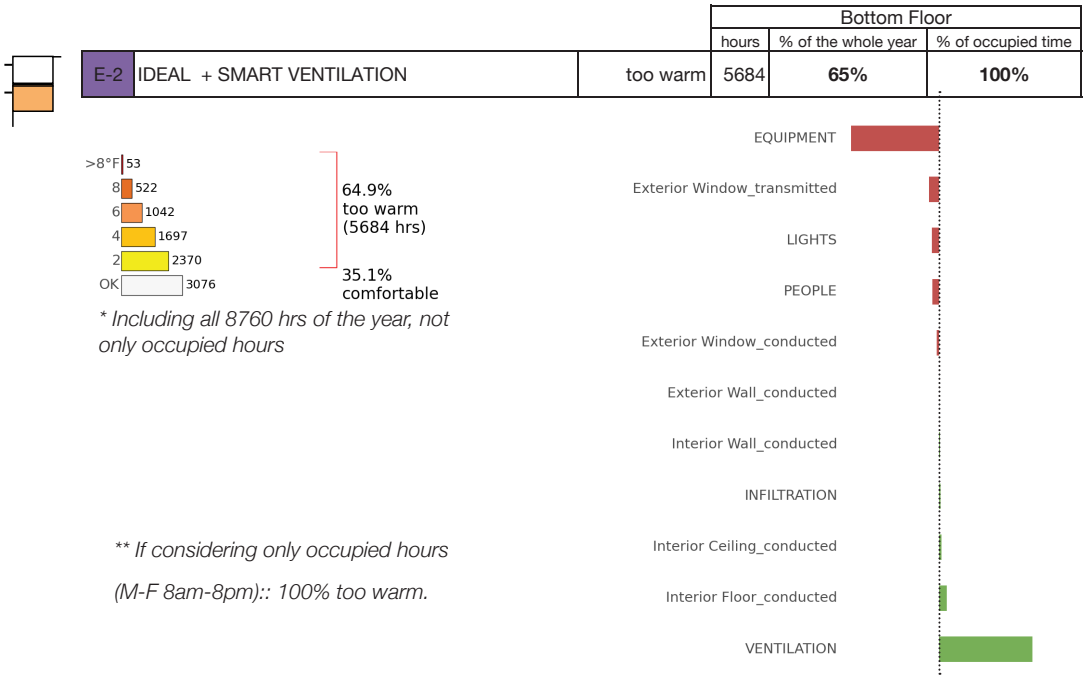 Bottom Floor
hours % of the whole year % of occupied time
E-2 IDEAL + SMART VENTILATION too warm 5684 65% 100%
>8°F 53
8 522
6 1042
4 1697
2 2370
OK 3076
64.9%
too warm
(5684 hrs)
35.1%
comfortable
* Including all 8760 hrs of the year, not
only occupied hours
** If considering only occupied hours
(M-F 8am-8pm):: 100% too warm.
EQUIPMENT
Exterior Window_transmitted
LIGHTS
PEOPLE
Exterior Window_conducted
Exterior Wall_conducted
Interior Wall_conducted
INFILTRATION
Interior Ceiling_conducted
Interior Floor_conducted
VENTILATION